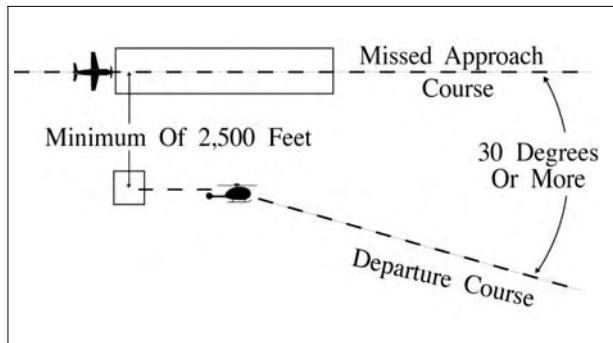 Missed Approach
Course
Minimum Of 2,500 Feet
30 Degrees
Or More
Departure Course